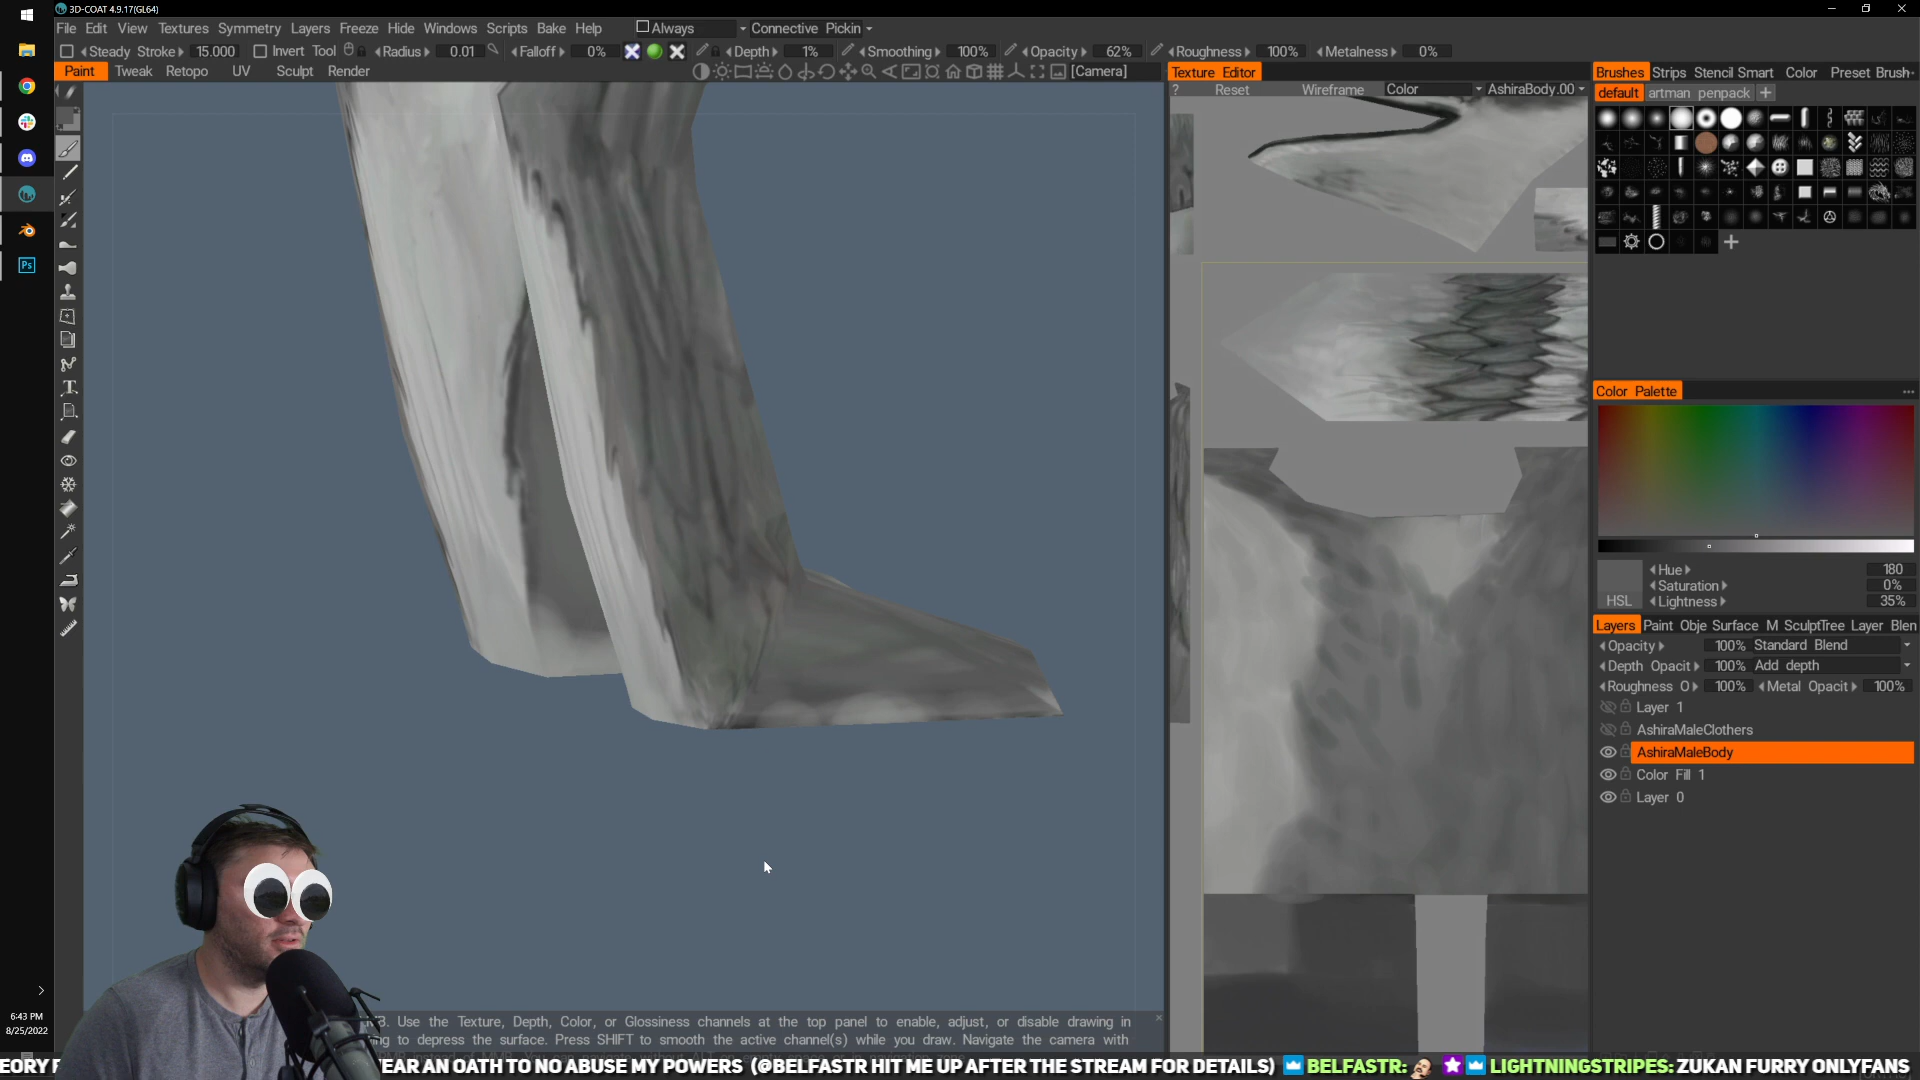 3D-COAT 4.9.17(GL64)
File Edit View Textures Symmetry Layers Freeze Hide Windows Scripts Bake Help Always Connective Pickin
Steady Stroke 15.000 Invert Tool Radius 0.01 Falloff 0% Depth 1% Smoothing 100% Opacity 62% Roughness 100% Metalness 0%
Paint Tweak Retopo UV Sculpt Render [Camera]
Texture Editor
? Reset Wireframe Color AshiraBody.00
Brushes Strips Stencil Smart Color Preset Brush
default artman penpack
Color Palette
Hue 180
Saturation 0%
HSL Lightness 35%
Layers Paint Obje Surface M SculptTree Layer Blen
Opacity 100% Standard Blend
Depth Opacit 100% Add depth
Roughness O 100% Metal Opacit 100%
Layer 1
AshiraMaleClothers
AshiraMaleBody
Color Fill 1
Layer 0
Ps
6:43 PM
8/25/2022
Use the Texture, Depth, Color, or Glossiness channels at the top panel to enable, adjust, or disable drawing in
to depress the surface. Press SHIFT to smooth the active channel(s) while you draw. Navigate the camera with
EORY F EAR AN OATH TO NO ABUSE MY POWERS (@BELFASTR HIT ME UP AFTER THE STREAM FOR DETAILS) BELFASTR: LIGHTNINGSTRIPES: ZUKAN FURRY ONLYFANS